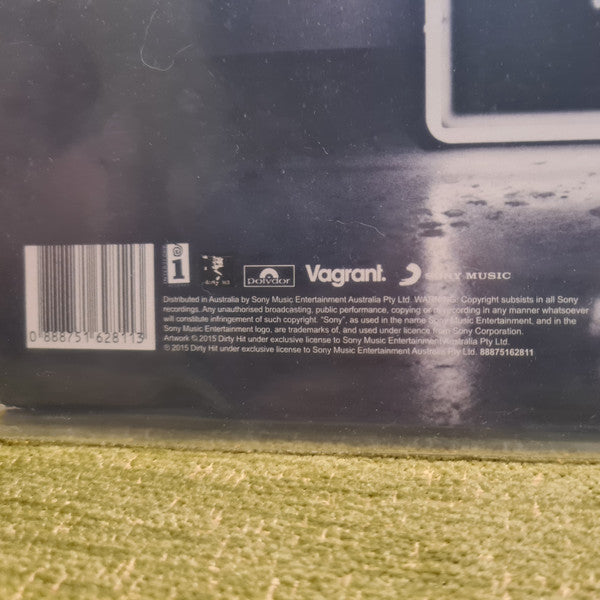 INVENTORY @ 1
polydor
Vagrant.
SONY MUSIC
Distributed in Australia by Sony Music Entertainment Australia Pty Ltd. WARNING: Copyright subsists in all Sony
recordings. Any unauthorised broadcasting, public performance, copying or recording in any manner whatsoever
will constitute infringement of such copyright. "Sony", as used in the name Sony Music Entertainment, and in the
Sony Music Entertainment logo, are trademarks of, and used under licence from Sony Corporation.
Artwork © 2015 Dirty Hit under exclusive license to Sony Music Entertainment Australia Pty Ltd.
℗ 2015 Dirty Hit under exclusive license to Sony Music Entertainment Australia Pty Ltd. 88875162811
0 888751 628113